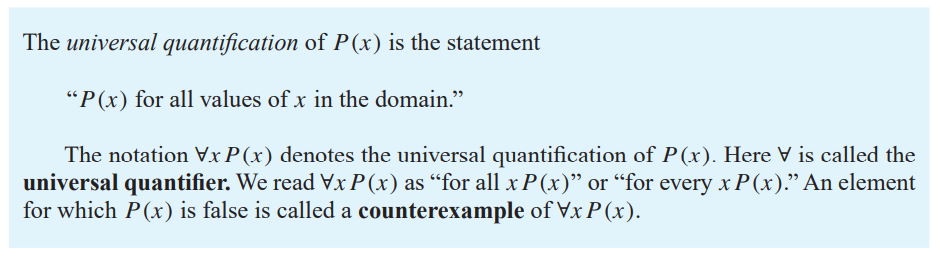 The universal quantification of P(x) is the statement
“P(x) for all values of x in the domain.”
The notation ∀x P(x) denotes the universal quantification of P(x). Here ∀ is called the
universal quantifier. We read ∀x P(x) as “for all x P(x)” or “for every x P(x).” An element
for which P(x) is false is called a counterexample of ∀x P(x).